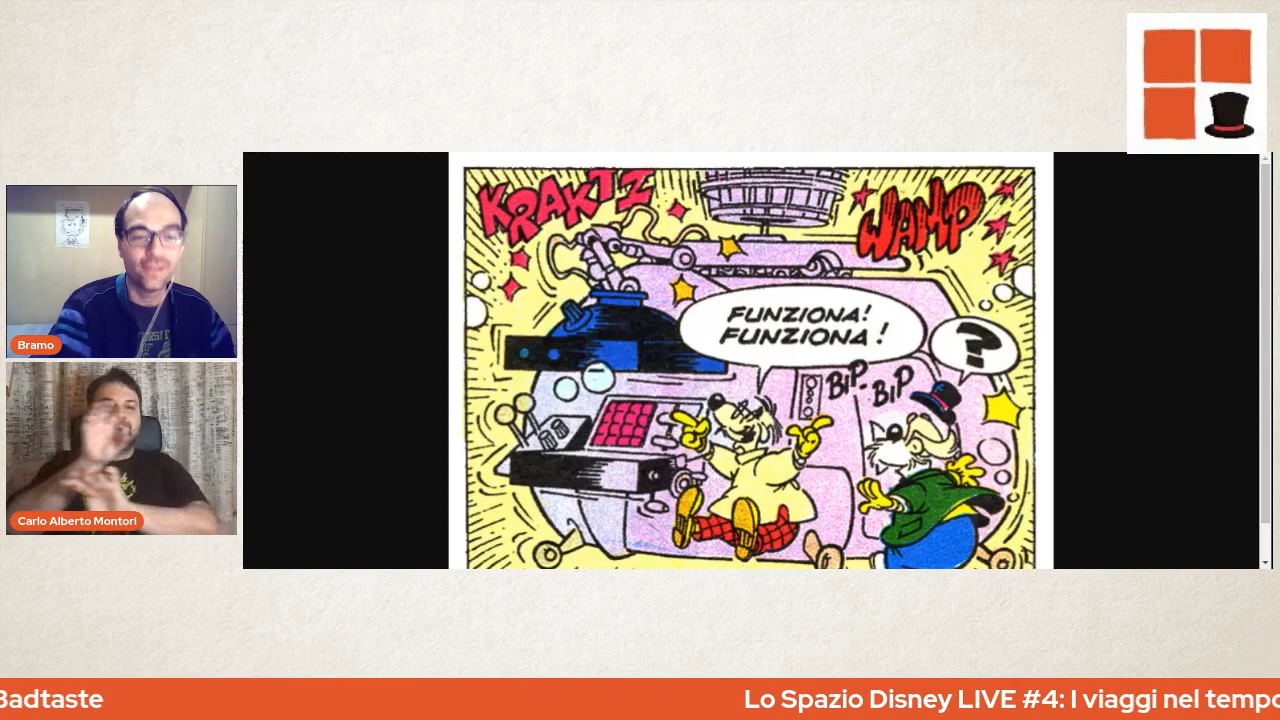 KRAKTZ
WAMP
FUNZIONA!
FUNZIONA!
?
BIP-
BIP
Bramo
Carlo Alberto Montori
Badtaste
Lo Spazio Disney LIVE #4: I viaggi nel tempo